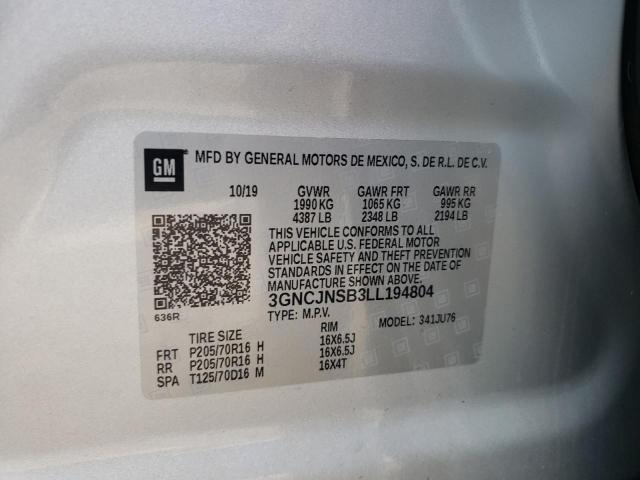 GM
MFD BY GENERAL MOTORS DE MEXICO, S. DE R.L. DE C.V.
10/19 GVWR GAWR FRT GAWR RR
1990 KG 1065 KG 995 KG
4387 LB 2348 LB 2194 LB
THIS VEHICLE CONFORMS TO ALL
APPLICABLE U.S. FEDERAL MOTOR
VEHICLE SAFETY AND THEFT PREVENTION
STANDARDS IN EFFECT ON THE DATE OF
MANUFACTURE SHOWN ABOVE.
3GNCJNSB3LL194804
636R
TYPE: M.P.V. MODEL: 341JU76
TIRE SIZE RIM
FRT P205/70R16 H 16X6.5J
RR P205/70R16 H 16X6.5J
SPA T125/70D16 M 16X4T